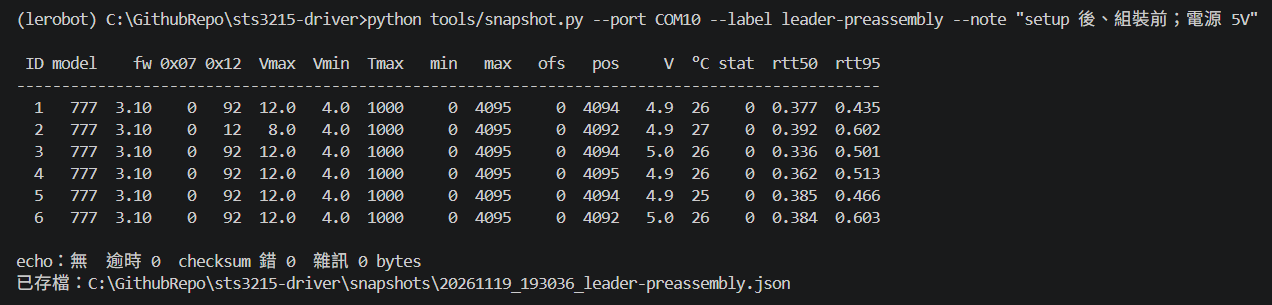 (lerobot) C:\GithubRepo\sts3215-driver>python tools/snapshot.py --port COM10 --label leader-preassembly --note "setup 後、組裝前；電源 5V"
ID model fw 0x07 0x12 Vmax Vmin Tmax min max ofs pos V °C stat rtt50 rtt95
--------------------------------------------------------------------------------
1 777 3.10 0 92 12.0 4.0 1000 0 4095 0 4094 4.9 26 0 0.377 0.435
2 777 3.10 0 12 8.0 4.0 1000 0 4095 0 4092 4.9 27 0 0.392 0.602
3 777 3.10 0 92 12.0 4.0 1000 0 4095 0 4094 5.0 26 0 0.336 0.501
4 777 3.10 0 92 12.0 4.0 1000 0 4095 0 4095 4.9 26 0 0.362 0.513
5 777 3.10 0 92 12.0 4.0 1000 0 4095 0 4094 4.9 25 0 0.385 0.466
6 777 3.10 0 92 12.0 4.0 1000 0 4095 0 4092 5.0 26 0 0.384 0.603
echo：無 逾時 0 checksum 錯 0 雜訊 0 bytes
已存檔：C:\GithubRepo\sts3215-driver\snapshots\20261119_193036_leader-preassembly.json